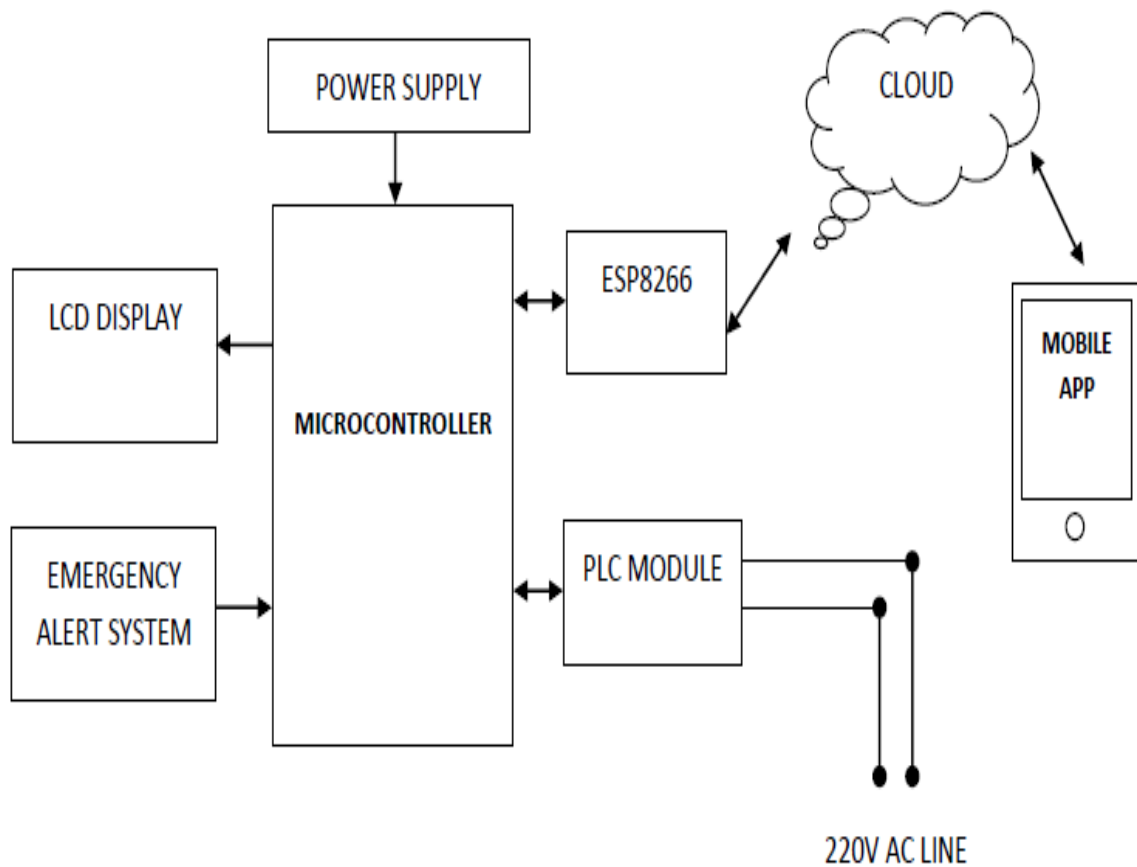 POWER SUPPLY
CLOUD
LCD DISPLAY
ESP8266
MOBILE
APP
MICROCONTROLLER
EMERGENCY
ALERT SYSTEM
PLC MODULE
220V AC LINE